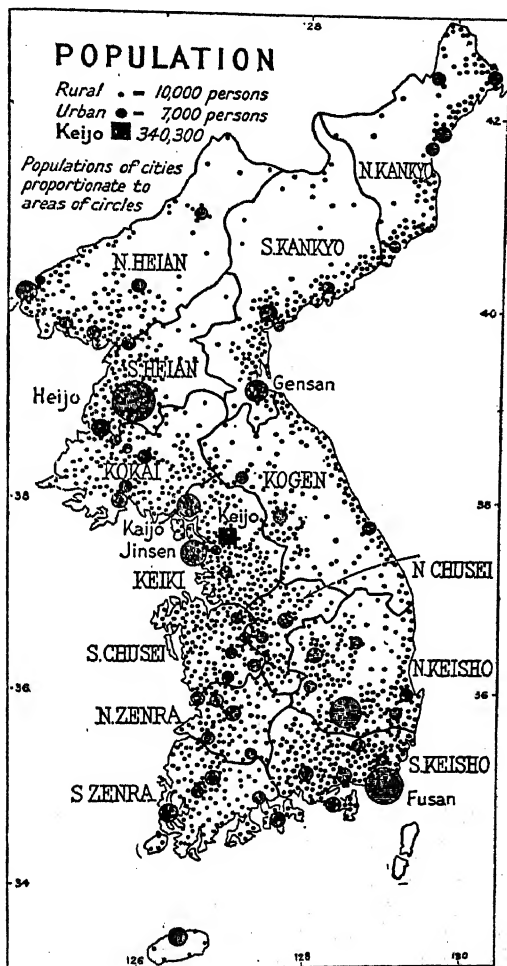 128
POPULATION
Rural • = 10,000 persons
Urban ● = 7,000 persons
Keijo ■ 340,300
Populations of cities
proportionate to
areas of circles
42
N.KANKYO
S.KANKYO
N.HEIAN
40
S.HEIAN
Heijo
Gensan
KOKAI
KOGEN
38
38
Kaijo
Keijo
Jinsen
KEIKI
N CHUSEI
S.CHUSEI
N.KEISHO
36
36
N.ZENRA
S.KEISHO
S ZENRA
Fusan
34
126
128
130